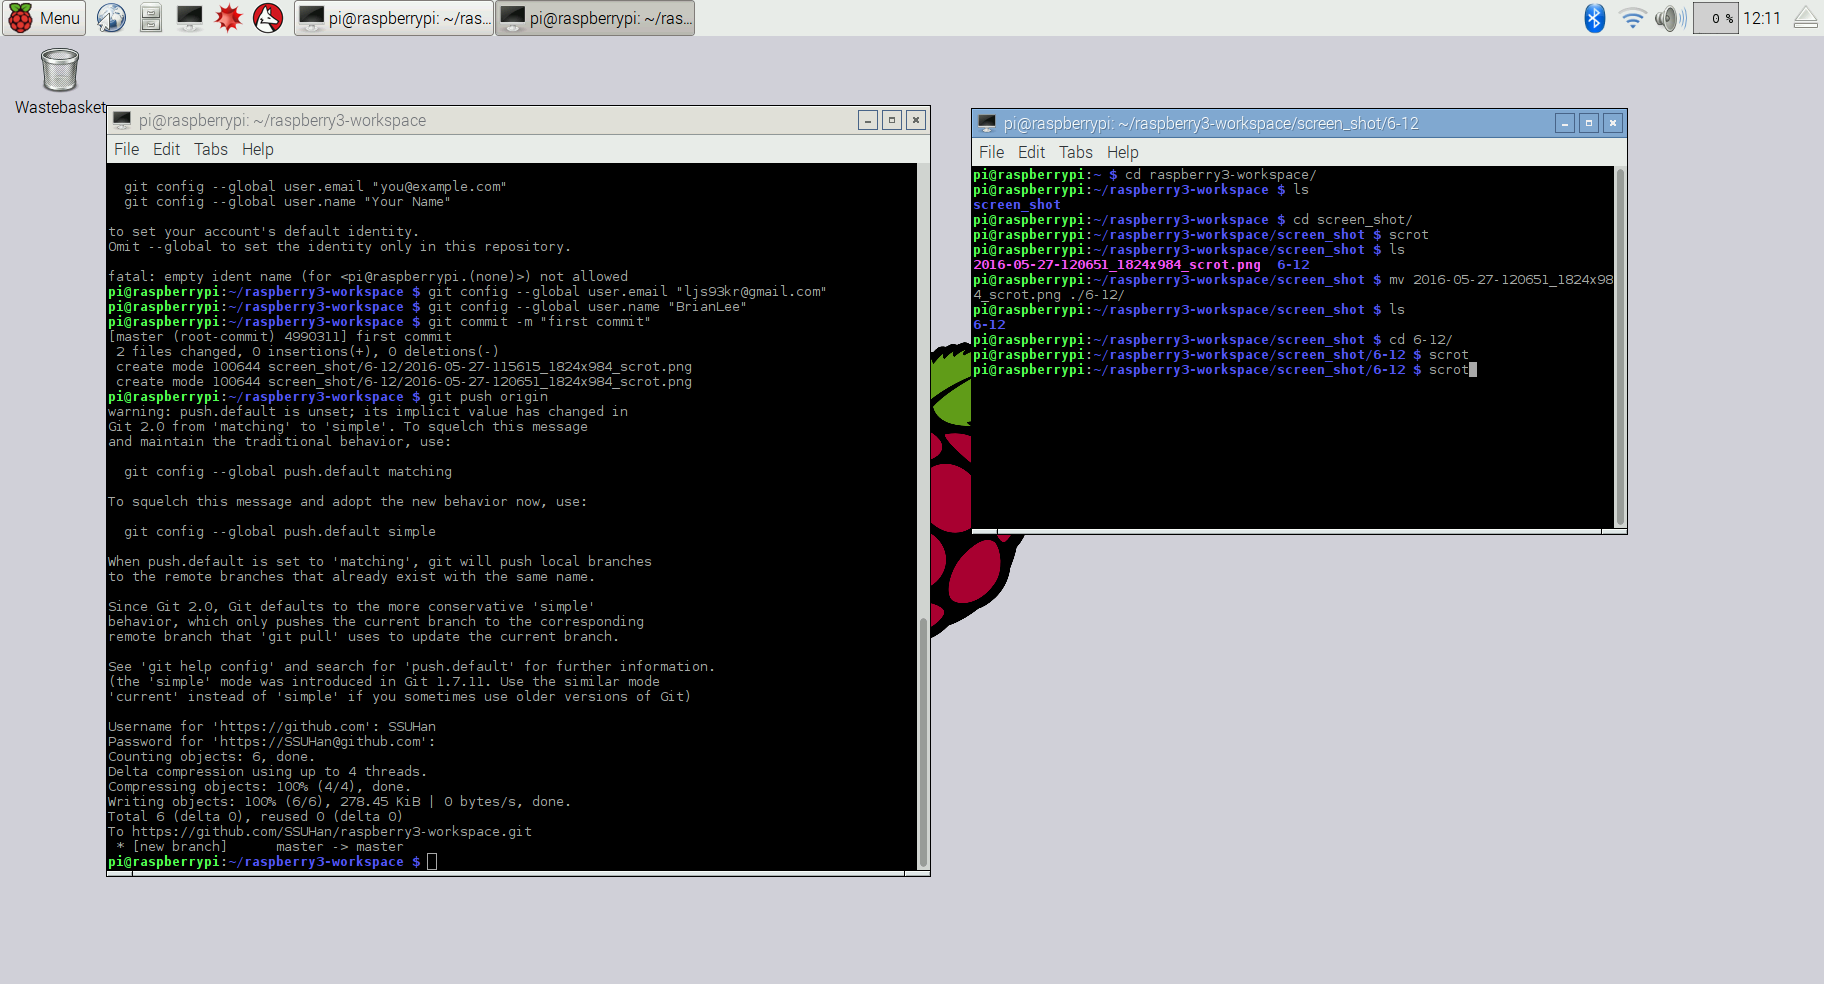 Menu
pi@raspberrypi: ~/ras...
pi@raspberrypi: ~/ras...
0 %
12:11
Wastebasket
pi@raspberrypi: ~/raspberry3-workspace
File Edit Tabs Help
git config --global user.email "you@example.com"
git config --global user.name "Your Name"
to set your account's default identity.
Omit --global to set the identity only in this repository.
fatal: empty ident name (for <pi@raspberrypi.(none)>) not allowed
pi@raspberrypi:~/raspberry3-workspace $ git config --global user.email "ljs93kr@gmail.com"
pi@raspberrypi:~/raspberry3-workspace $ git config --global user.name "BrianLee"
pi@raspberrypi:~/raspberry3-workspace $ git commit -m "first commit"
[master (root-commit) 4990311] first commit
2 files changed, 0 insertions(+), 0 deletions(-)
create mode 100644 screen_shot/6-12/2016-05-27-115615_1824x984_scrot.png
create mode 100644 screen_shot/6-12/2016-05-27-120651_1824x984_scrot.png
pi@raspberrypi:~/raspberry3-workspace $ git push origin
warning: push.default is unset; its implicit value has changed in
Git 2.0 from 'matching' to 'simple'. To squelch this message
and maintain the traditional behavior, use:
git config --global push.default matching
To squelch this message and adopt the new behavior now, use:
git config --global push.default simple
When push.default is set to 'matching', git will push local branches
to the remote branches that already exist with the same name.
Since Git 2.0, Git defaults to the more conservative 'simple'
behavior, which only pushes the current branch to the corresponding
remote branch that 'git pull' uses to update the current branch.
See 'git help config' and search for 'push.default' for further information.
(the 'simple' mode was introduced in Git 1.7.11. Use the similar mode
'current' instead of 'simple' if you sometimes use older versions of Git)
Username for 'https://github.com': SSUHan
Password for 'https://SSUHan@github.com':
Counting objects: 6, done.
Delta compression using up to 4 threads.
Compressing objects: 100% (4/4), done.
Writing objects: 100% (6/6), 278.45 KiB | 0 bytes/s, done.
Total 6 (delta 0), reused 0 (delta 0)
To https://github.com/SSUHan/raspberry3-workspace.git
* [new branch]      master -> master
pi@raspberrypi:~/raspberry3-workspace $
pi@raspberrypi: ~/raspberry3-workspace/screen_shot/6-12
File Edit Tabs Help
pi@raspberrypi:~ $ cd raspberry3-workspace/
pi@raspberrypi:~/raspberry3-workspace $ ls
screen_shot
pi@raspberrypi:~/raspberry3-workspace $ cd screen_shot/
pi@raspberrypi:~/raspberry3-workspace/screen_shot $ scrot
pi@raspberrypi:~/raspberry3-workspace/screen_shot $ ls
2016-05-27-120651_1824x984_scrot.png  6-12
pi@raspberrypi:~/raspberry3-workspace/screen_shot $ mv 2016-05-27-120651_1824x98
4_scrot.png ./6-12/
pi@raspberrypi:~/raspberry3-workspace/screen_shot $ ls
6-12
pi@raspberrypi:~/raspberry3-workspace/screen_shot $ cd 6-12/
pi@raspberrypi:~/raspberry3-workspace/screen_shot/6-12 $ scrot
pi@raspberrypi:~/raspberry3-workspace/screen_shot/6-12 $ scrot